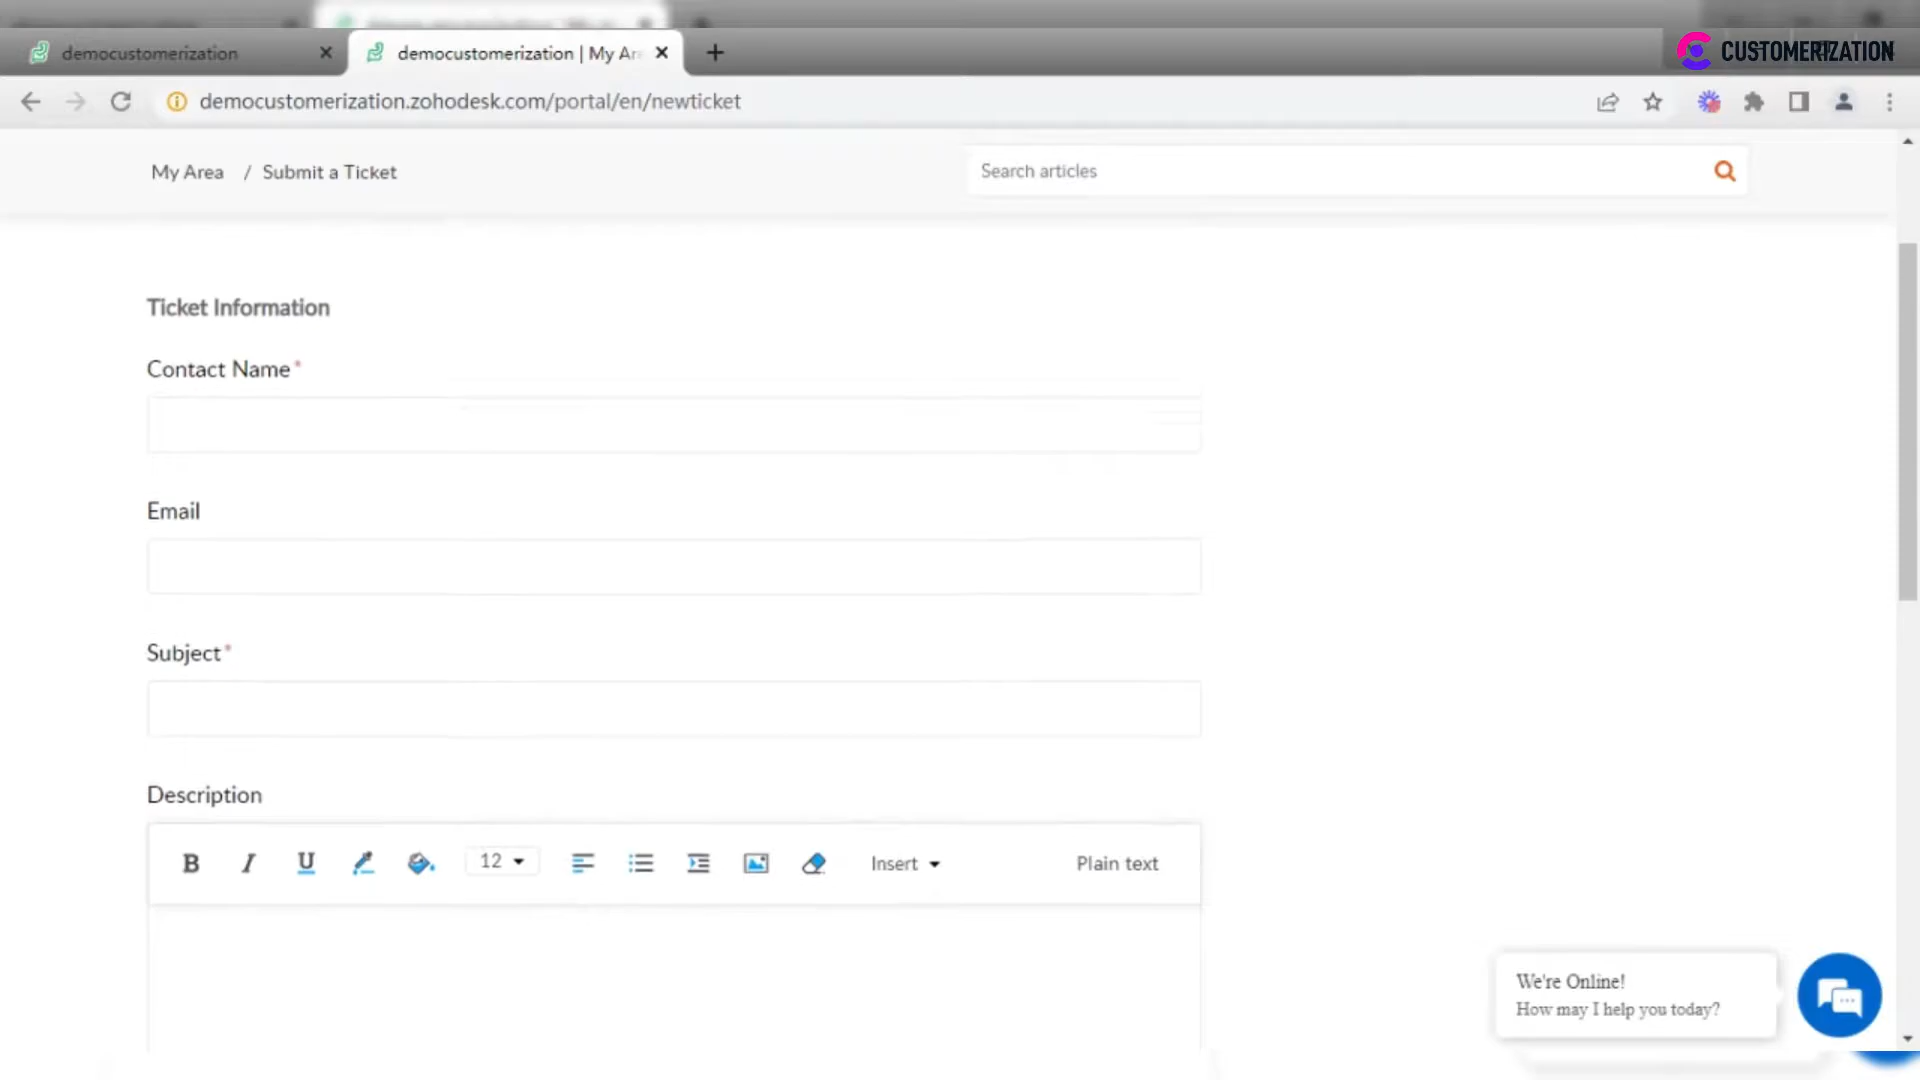 democustomerization
democustomerization | My Ar
CUSTOMERIZATION
democustomerization.zohodesk.com/portal/en/newticket
My Area / Submit a Ticket
Search articles
Ticket Information
Contact Name*
Email
Subject*
Description
B I U 12 Insert Plain text
We're Online!
How may I help you today?